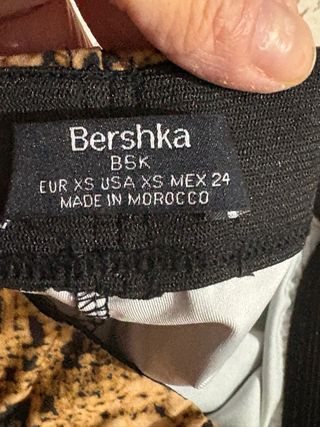 Bershka
BSK
EUR XS USA XS MEX 24
MADE IN MOROCCO